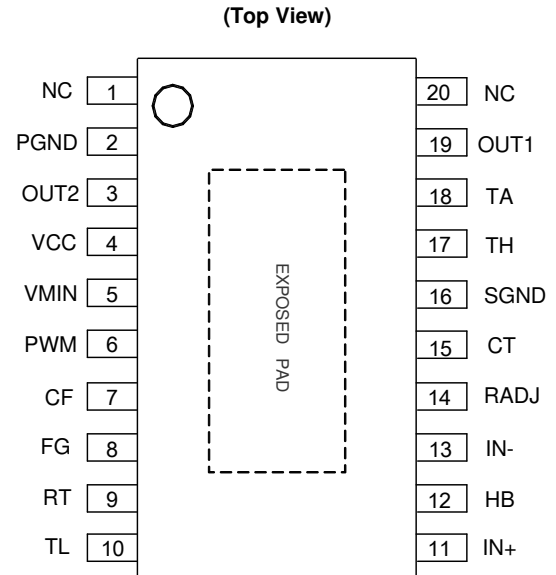 (Top View)
NC 1 20 NC
PGND 2 19 OUT1
OUT2 3 18 TA
VCC 4 17 TH
VMIN 5 16 SGND
PWM 6 15 CT
CF 7 14 RADJ
FG 8 13 IN-
RT 9 12 HB
TL 10 11 IN+
EXPOSED PAD